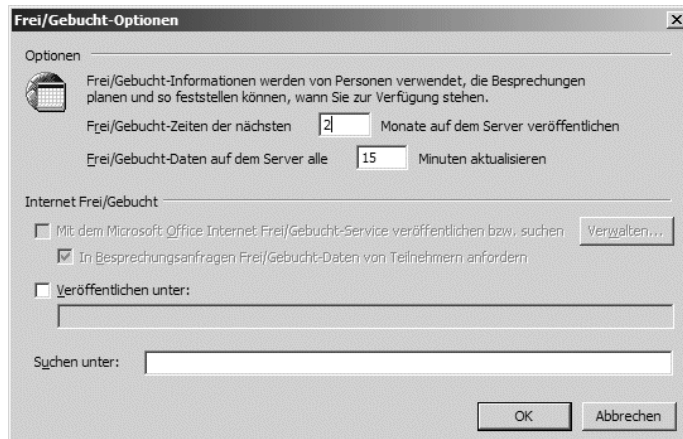 Frei/Gebucht-Optionen
Optionen
Frei/Gebucht-Informationen werden von Personen verwendet, die Besprechungen
planen und so feststellen können, wann Sie zur Verfügung stehen.
Frei/Gebucht-Zeiten der nächsten 2 Monate auf dem Server veröffentlichen
Frei/Gebucht-Daten auf dem Server alle 15 Minuten aktualisieren
Internet Frei/Gebucht
Mit dem Microsoft Office Internet Frei/Gebucht-Service veröffentlichen bzw. suchen Verwalten...
In Besprechungsanfragen Frei/Gebucht-Daten von Teilnehmern anfordern
Veröffentlichen unter:
Suchen unter:
OK Abbrechen